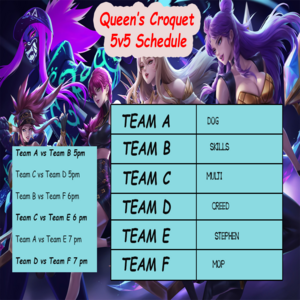 Queen's Croquet
5v5 Schedule
TEAM A DOG
TEAM B SKILLS
TEAM C MULTI
TEAM D CREED
TEAM E STEPHEN
TEAM F MOP
Team A vs Team B 5pm
Team C vs Team D 5pm
Team B vs Team F 6pm
Team C vs Team E 6 pm
Team A vs Team E 7 pm
Team D vs Team F 7 pm